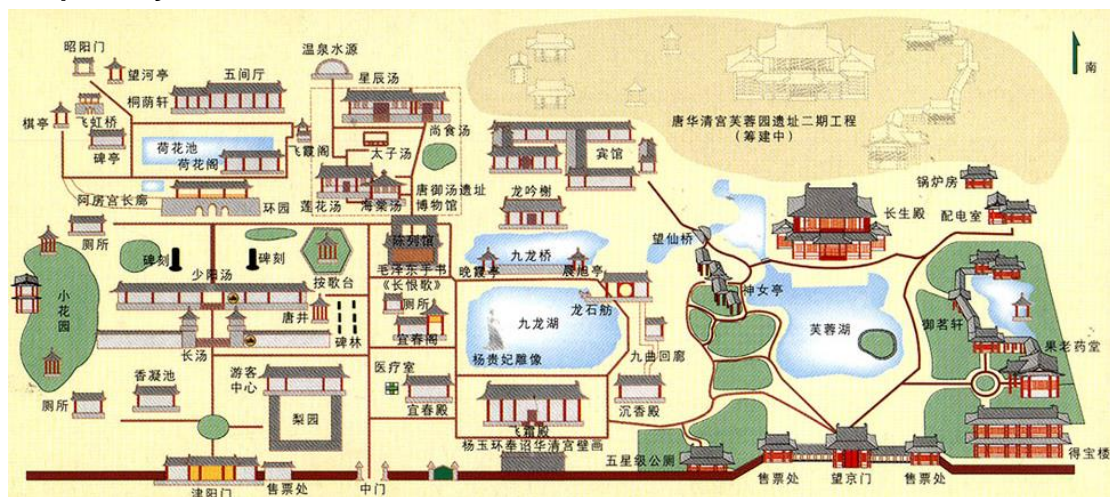 昭阳门
望河亭
五间厅
桐荫轩
棋亭
飞虹桥
碑亭
荷花池
荷花阁
飞霞阁
阿房宫长廊
环园
温泉水源
星辰汤
尚食汤
太子汤
莲花汤
海棠汤
唐御汤遗址
博物馆
宾馆
龙吟榭
唐华清宫芙蓉园遗址二期工程
(筹建中)
南
锅炉房
配电室
长生殿
望仙桥
神女亭
芙蓉湖
御茗轩
果老药堂
得宝楼
厕所
碑刻
碑刻
按歌台
陈列馆
毛泽东手书
《长恨歌》
晚霞亭
九龙桥
晨旭亭
龙石舫
九龙湖
杨贵妃雕像
九曲回廊
沉香殿
小花园
少阳汤
唐井
碑林
长汤
厕所
宜春阁
医疗室
宜春殿
飞霜殿
杨玉环奉诏华清宫壁画
香凝池
厕所
游客
中心
梨园
津阳门
售票处
中门
五星级公厕
售票处
望京门
售票处